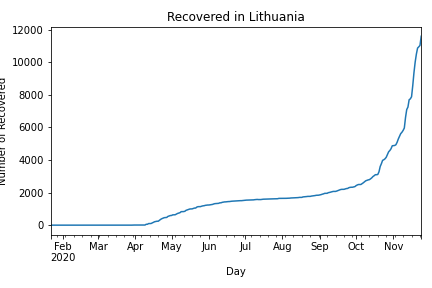 Recovered in Lithuania
12000
10000
8000
6000
4000
2000
0
Number of Recovered
Feb Mar Apr May Jun Jul Aug Sep Oct Nov
2020
Day